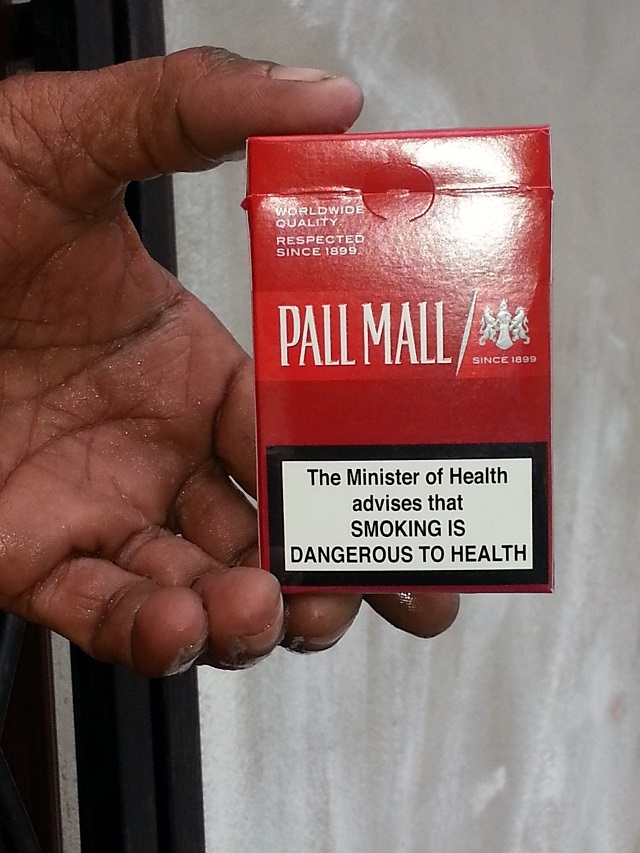 WORLDWIDE
QUALITY.
RESPECTED
SINCE 1899.
PALL MALL
SINCE 1899
The Minister of Health
advises that
SMOKING IS
DANGEROUS TO HEALTH